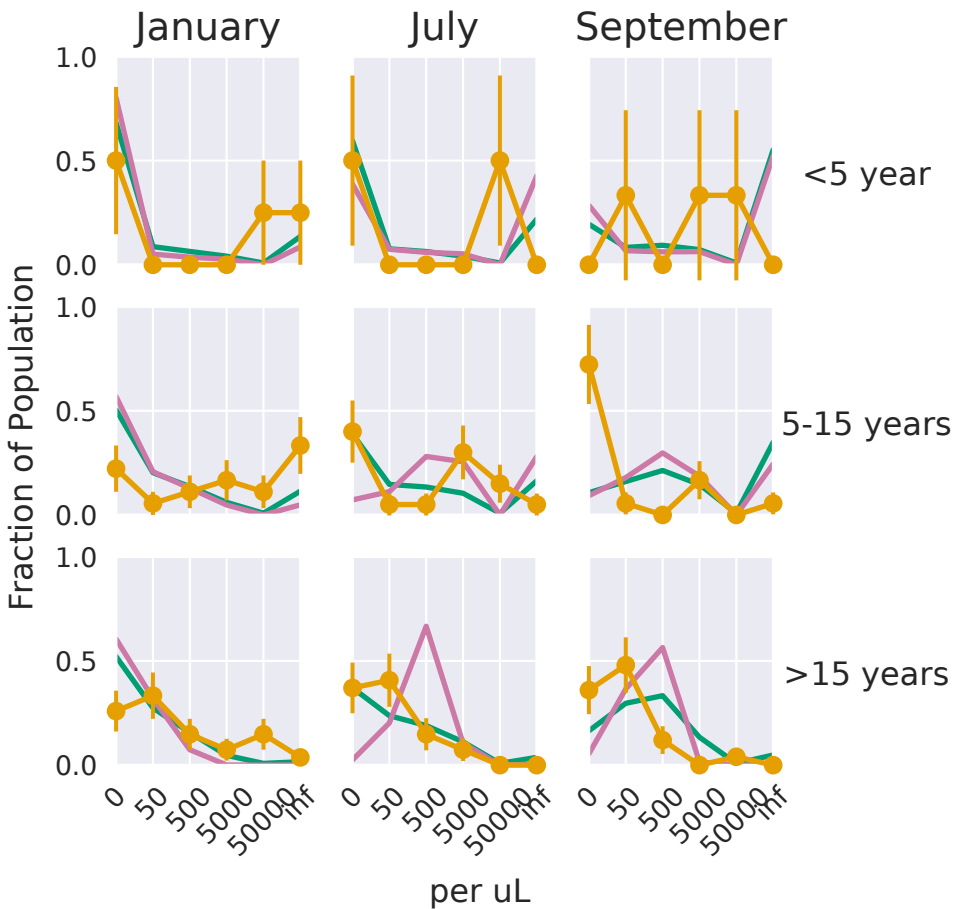 January July September
1.0
0.5
0.0
<5 year
1.0
0.5
0.0
5-15 years
1.0
0.5
0.0
>15 years
Fraction of Population
0 50 500 5000 50000 inf
0 50 500 5000 50000 inf
0 50 500 5000 50000 inf
per uL